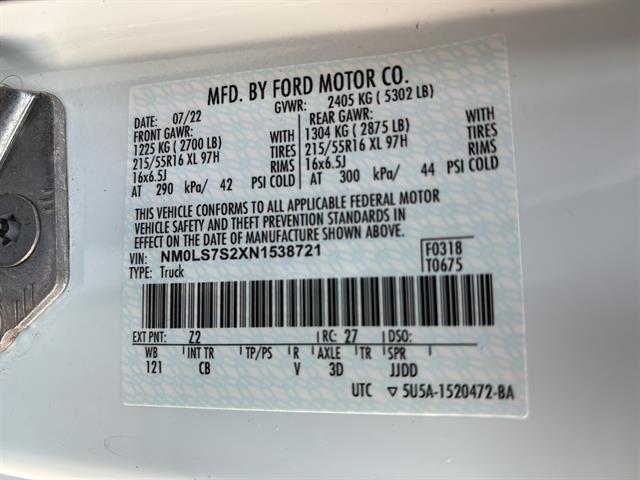 MFD. BY FORD MOTOR CO.
DATE: 07/22 GVWR: 2405 KG ( 5302 LB)
FRONT GAWR: REAR GAWR:
1225 KG ( 2700 LB) WITH 1304 KG ( 2875 LB) WITH
215/55R16 XL 97H TIRES 215/55R16 XL 97H TIRES
16x6.5J RIMS 16x6.5J RIMS
AT 290 kPa/ 42 PSI COLD AT 300 kPa/ 44 PSI COLD
THIS VEHICLE CONFORMS TO ALL APPLICABLE FEDERAL MOTOR
VEHICLE SAFETY AND THEFT PREVENTION STANDARDS IN
EFFECT ON THE DATE OF MANUFACTURE SHOWN ABOVE.
VIN: NM0LS7S2XN1538721 F0318
TYPE: Truck T0675
EXT PNT: Z2 RC: 27 DSO:
WB INT TR TP/PS R AXLE TR SPR
121 CB V 3D JJDD
UTC ▽ 5U5A-1520472-BA